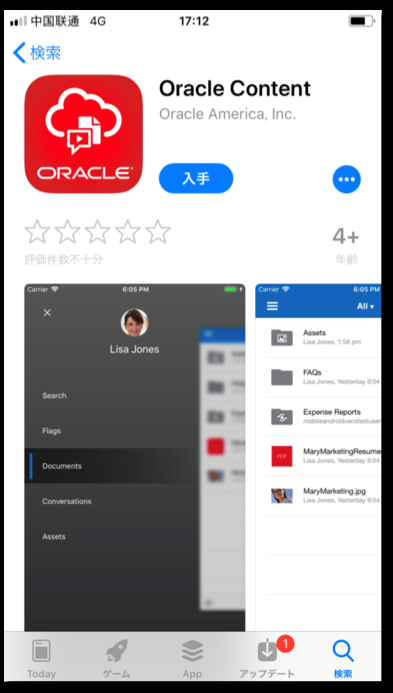 中国联通 4G 17:12
検索
Oracle Content
Oracle America, Inc.
ORACLE
入手
4+
評価件数不十分
年齢
Carrier 6:05 PM
Lisa Jones
Search
Flags
Documents
Conversations
Assets
Carrier 6:05 PM
All
Assets
Lisa Jones, 1:58 pm
FAQs
Lisa Jones, Yesterday 9:04
Expense Reports
mobileandroidcecstestuser
PDF
MaryMarketingResume
Lisa Jones, Yesterday 9:04
MaryMarketing.jpg
Lisa Jones, Yesterday 9:04
1
Today
ゲーム
App
アップデート
検索